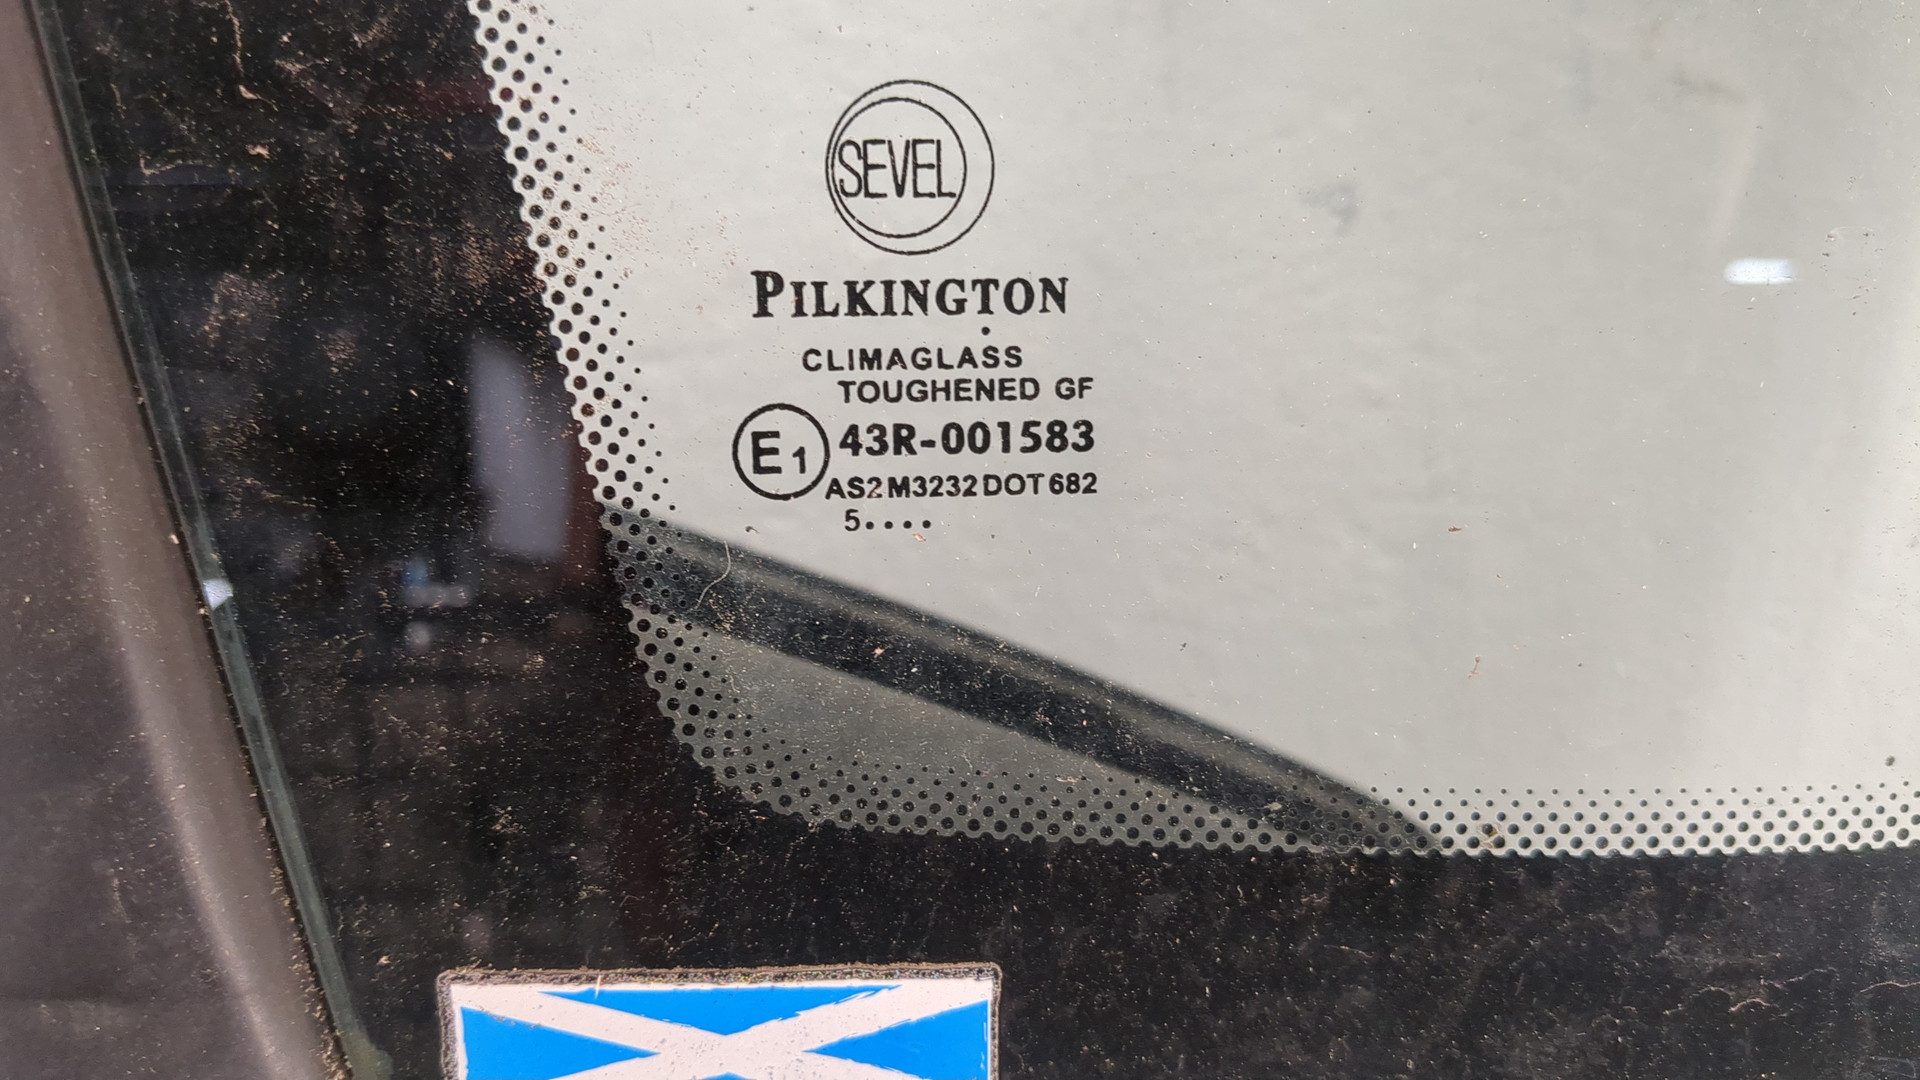 SEVEL
PILKINGTON
CLIMAGLASS
TOUGHENED GF
E1 43R-001583
AS2 M3232 DOT 682
5....